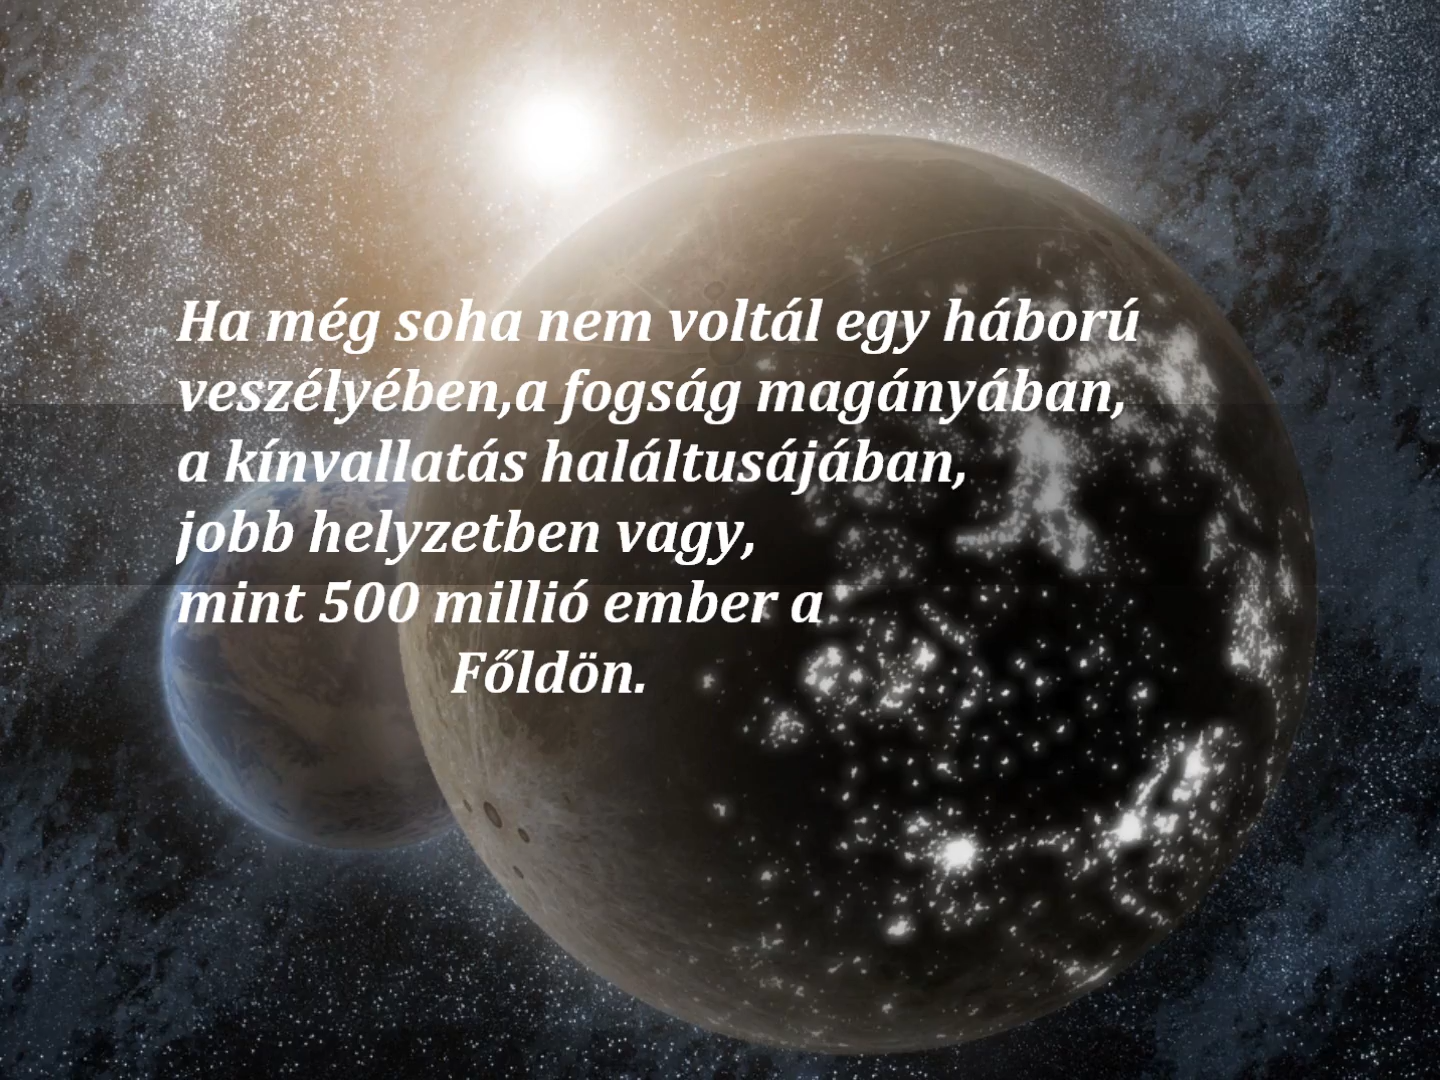 Ha még soha nem voltál egy háború
veszélyében,a fogság magányában,
a kínvallatás haláltusájában,
jobb helyzetben vagy,
mint 500 millió ember a
Főldön.